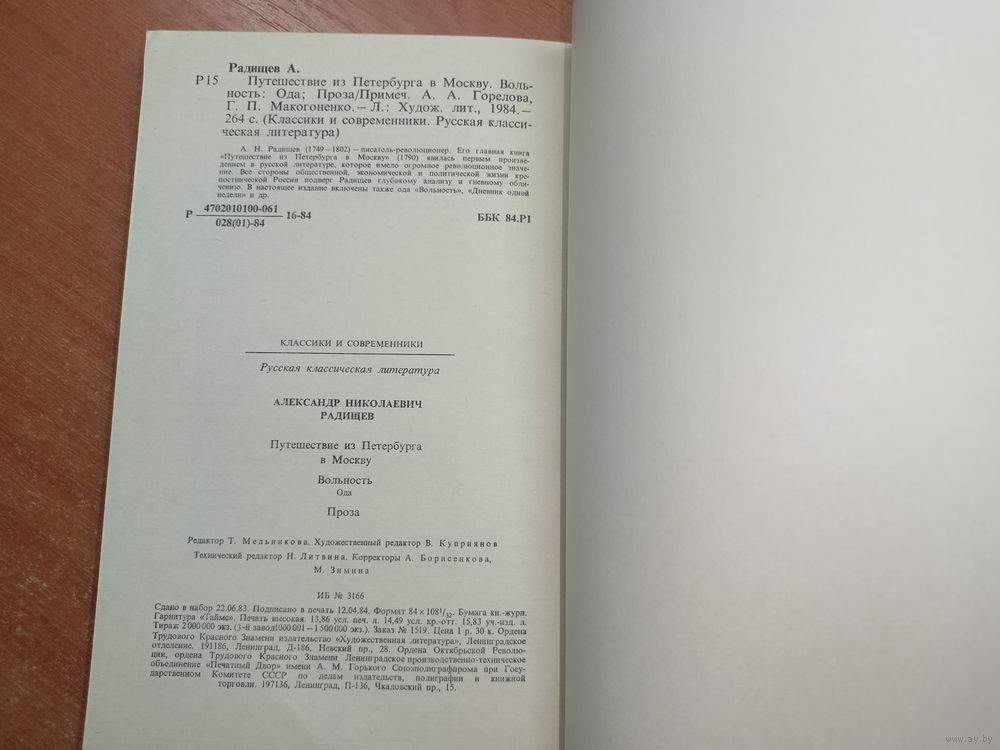 Радищев А.
Р15 Путешествие из Петербурга в Москву. Воль-
ность: Ода; Проза/Примеч. А. А. Горелова,
Г. П. Макогоненко.— Л.: Худож. лит., 1984.—
264 с. (Классики и современники. Русская класси-
ческая литература)
А. Н. Радищев (1749—1802) — писатель-революционер. Его главная книга
«Путешествие из Петербурга в Москву» (1790) явилась первым произве-
дением в русской литературе, которое имело огромное революционное значе-
ние. Все стороны общественной, экономической и политической жизни кре-
постнической России подверг Радищев глубокому анализу и гневному обли-
чению. В настоящее издание включены также ода «Вольность», «Дневник одной
недели» и др.
Р 4702010100-061 16-84
028(01)-84
ББК 84.Р1
КЛАССИКИ И СОВРЕМЕННИКИ
Русская классическая литература
АЛЕКСАНДР НИКОЛАЕВИЧ
РАДИЩЕВ
Путешествие из Петербурга
в Москву
Вольность
Ода
Проза
Редактор Т. Мельникова. Художественный редактор В. Куприянов
Технический редактор Н. Литвина. Корректоры А. Борисенкова,
М. Зимина
ИБ № 3166
Сдано в набор 22.06.83. Подписано в печать 12.04.84. Формат 84×108¹/₃₂. Бумага кн.-журн.
Гарнитура «Таймс». Печать высокая. 13,86 усл. печ. л. 14,49 усл. кр.-отт. 15,83 уч.-изд. л.
Тираж 2 000 000 экз. (3-й завод 1 000 001—1 500 000 экз.). Заказ № 1519. Цена 1 р. 30 к. Ордена
Трудового Красного Знамени издательство «Художественная литература», Ленинградское
отделение. 191186, Ленинград, Д-186, Невский пр., 28. Ордена Октябрьской Револю-
ции, ордена Трудового Красного Знамени Ленинградское производственно-техническое
объединение «Печатный Двор» имени А. М. Горького Союзполиграфпрома при Госу-
дарственном Комитете СССР по делам издательств, полиграфии и книжной
торговли. 197136, Ленинград, П-136, Чкаловский пр., 15.
www.ay.by